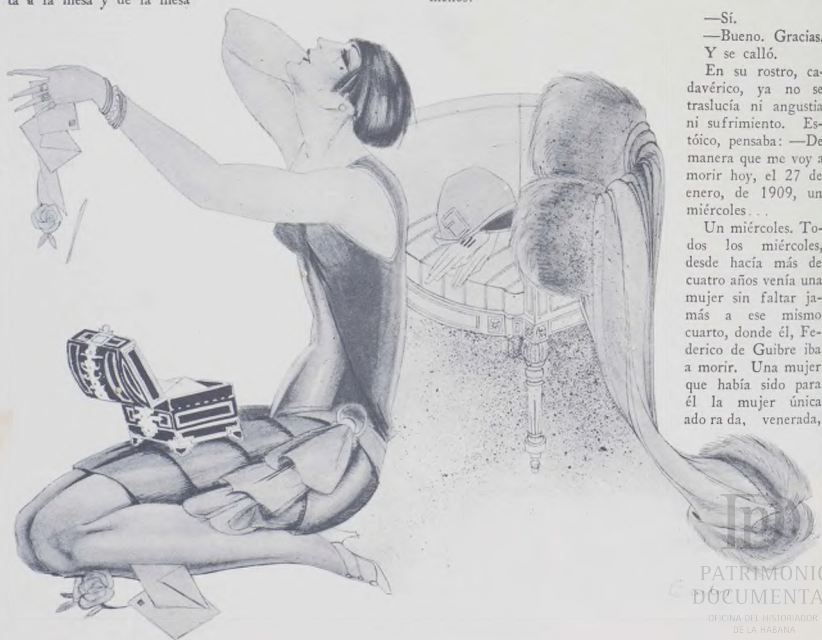 ta a la mesa y de la mesa
menos.
—Sí.
—Bueno. Gracias.
Y se calló.
En su rostro, ca-
davérico, ya no se
traslucía ni angustia
ni sufrimiento. Es-
tóico, pensaba: —De
manera que me voy a
morir hoy, el 27 de
enero, de 1909, un
miércoles...
Un miércoles. To-
dos los miércoles,
desde hacía más de
cuatro años venía una
mujer sin faltar ja-
más a ese mismo
cuarto, donde él, Fe-
derico de Guibre iba
a morir. Una mujer
que había sido para
él la mujer única
ado ra da, venerada,
PATRIMONIO
DOCUMENTA
OFICINA DEL HISTORIADOR
DE LA HABANA